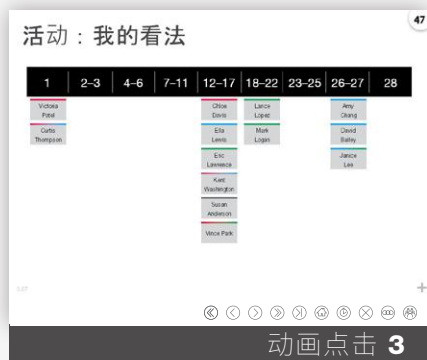 47
活动：我的看法
1 2–3 4–6 7–11 12–17 18–22 23–25 26–27 28
Victoria Patel
Curtis Thompson
Chloe Davis
Ella Lewis
Eric Lawrence
Kent Washington
Susan Anderson
Vince Park
Lance Lopez
Mark Logan
Amy Chang
David Bailey
Janice Lee
动画点击 3